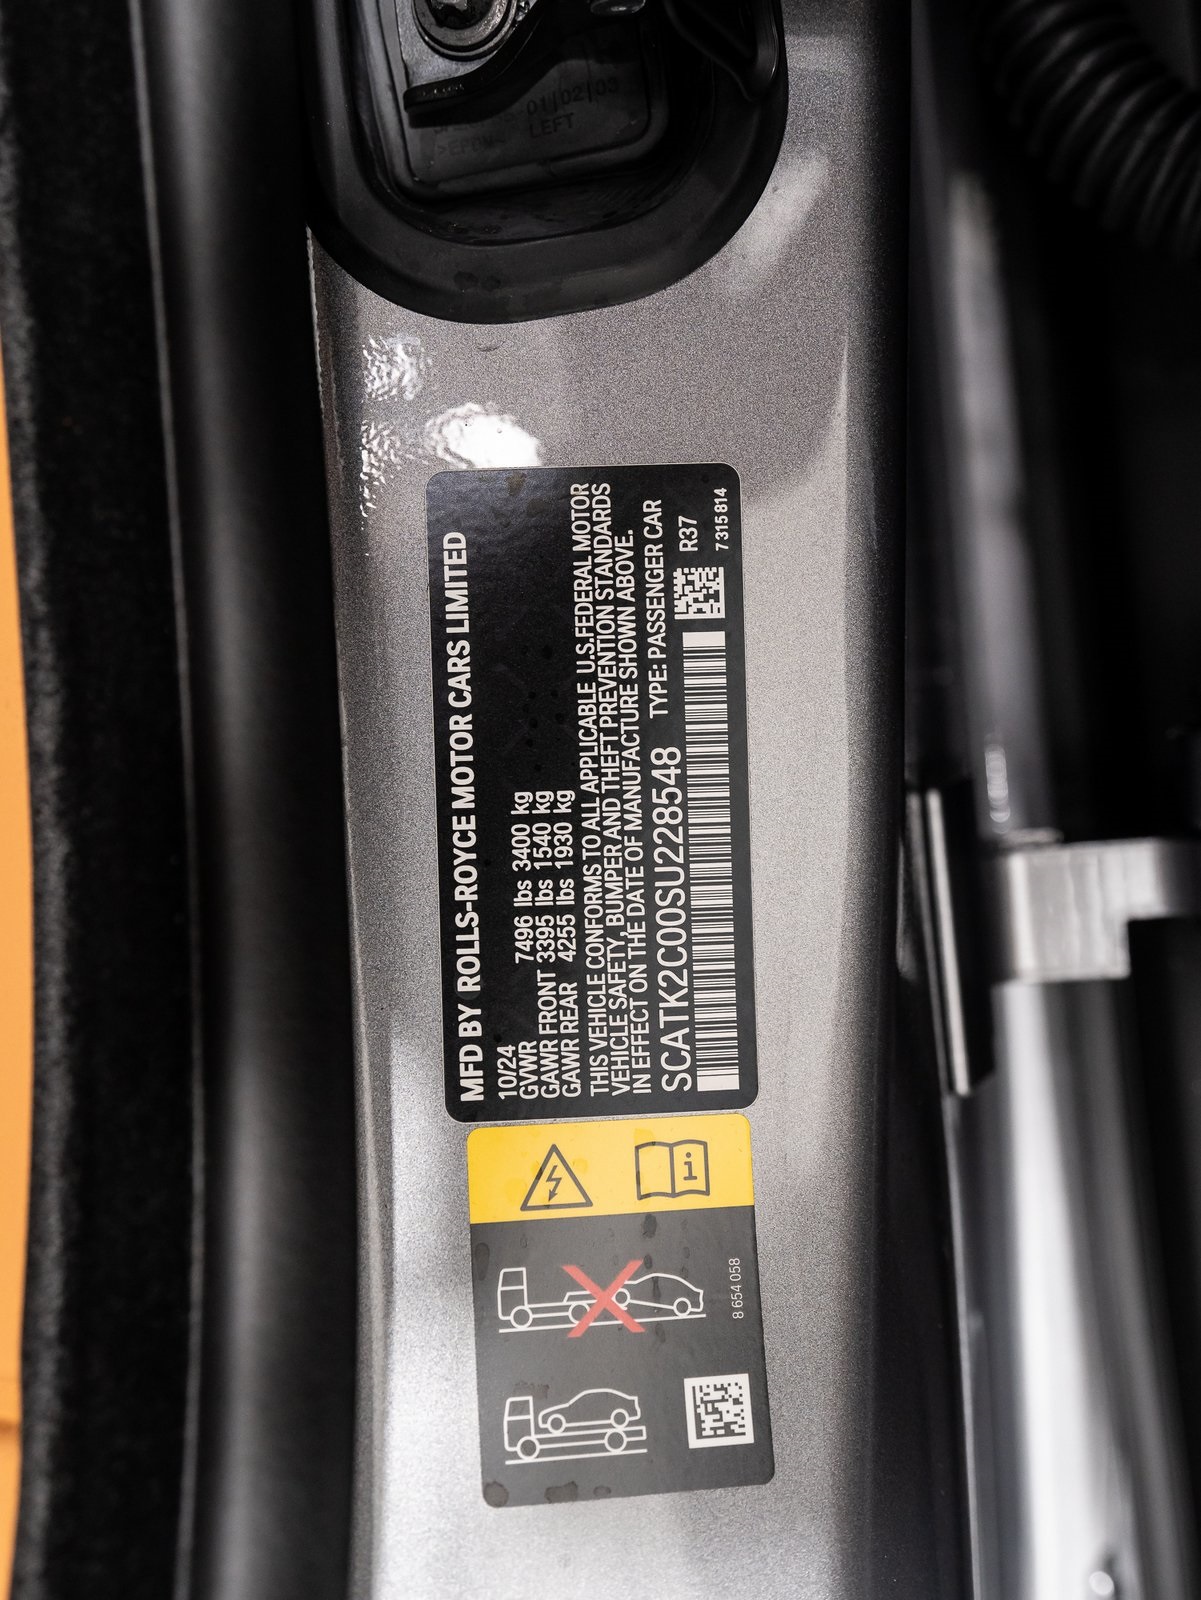 01|02|03
LEFT
MFD BY ROLLS-ROYCE MOTOR CARS LIMITED
10/24
GVWR 7496 lbs 3400 kg
GAWR FRONT 3395 lbs 1540 kg
GAWR REAR 4255 lbs 1930 kg
THIS VEHICLE CONFORMS TO ALL APPLICABLE U.S.FEDERAL MOTOR
VEHICLE SAFETY, BUMPER AND THEFT PREVENTION STANDARDS
IN EFFECT ON THE DATE OF MANUFACTURE SHOWN ABOVE.
SCATK2C00SU228548 TYPE: PASSENGER CAR
R37
7 315 814
i
8 654 058